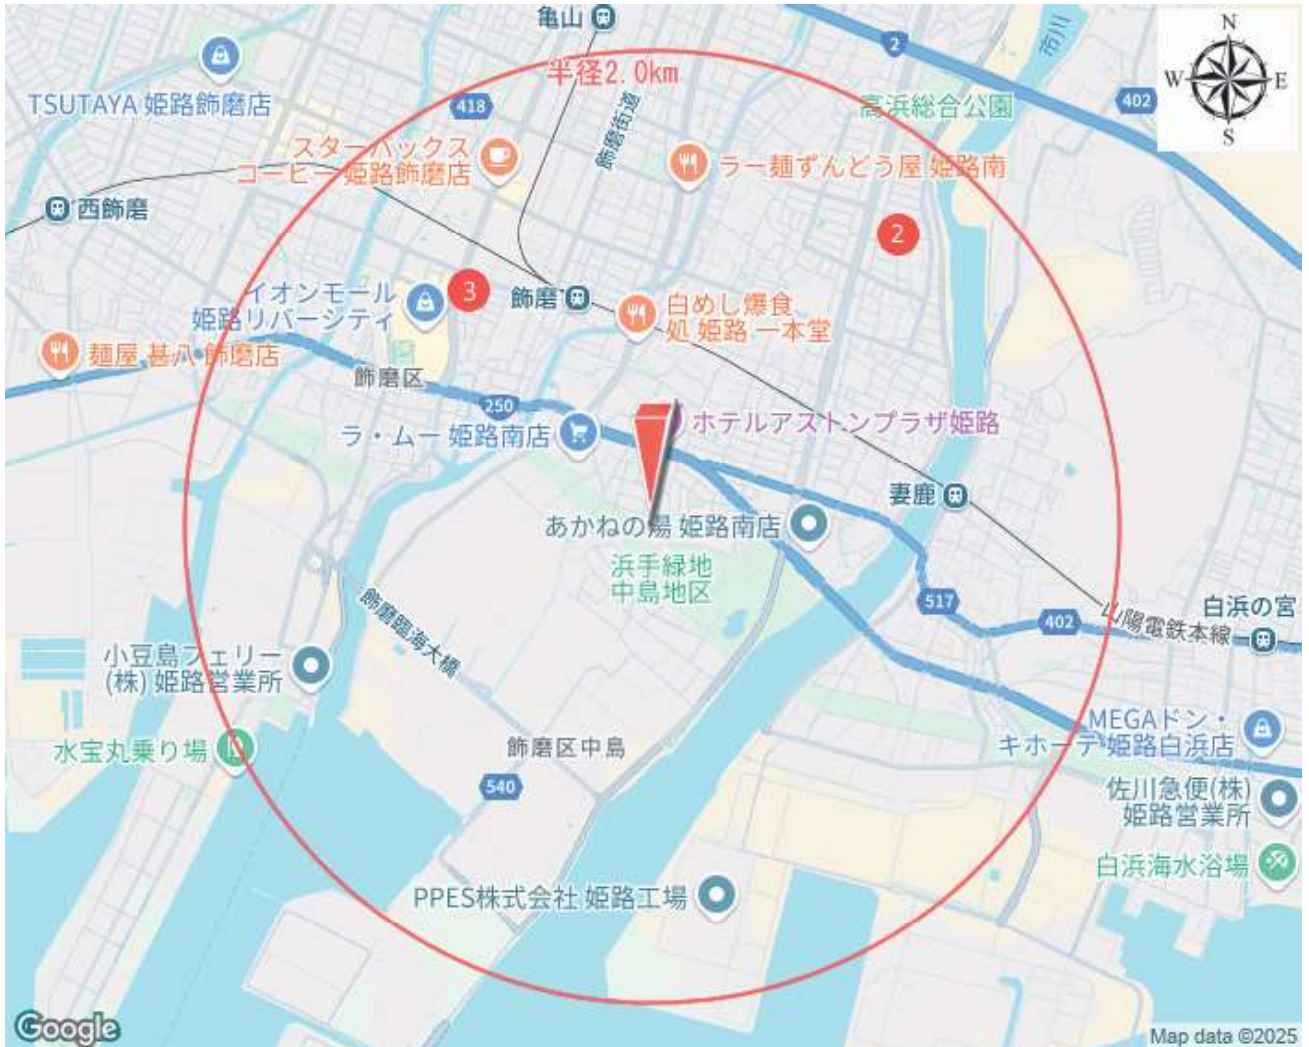 亀山
半径2.0km
市川
2
N
W
E
S
402
TSUTAYA 姫路飾磨店
418
飾磨街道
高浜総合公園
スターバックス
コーヒー 姫路飾磨店
ラー麺ずんどう屋 姫路南
西飾磨
2
イオンモール
姫路リバーシティ
3
飾磨
白めし爆食
処 姫路 一本堂
麺屋 甚八 飾磨店
飾磨区
250
ラ・ムー 姫路南店
ホテルアストンプラザ姫路
妻鹿
あかねの湯 姫路南店
浜手緑地
中島地区
飾磨臨海大橋
517
402
山陽電鉄本線
白浜の宮
小豆島フェリー
(株) 姫路営業所
水宝丸乗り場
飾磨区中島
540
MEGAドン・
キホーテ 姫路白浜店
佐川急便(株)
姫路営業所
白浜海水浴場
PPES株式会社 姫路工場
Google
Map data ©2025